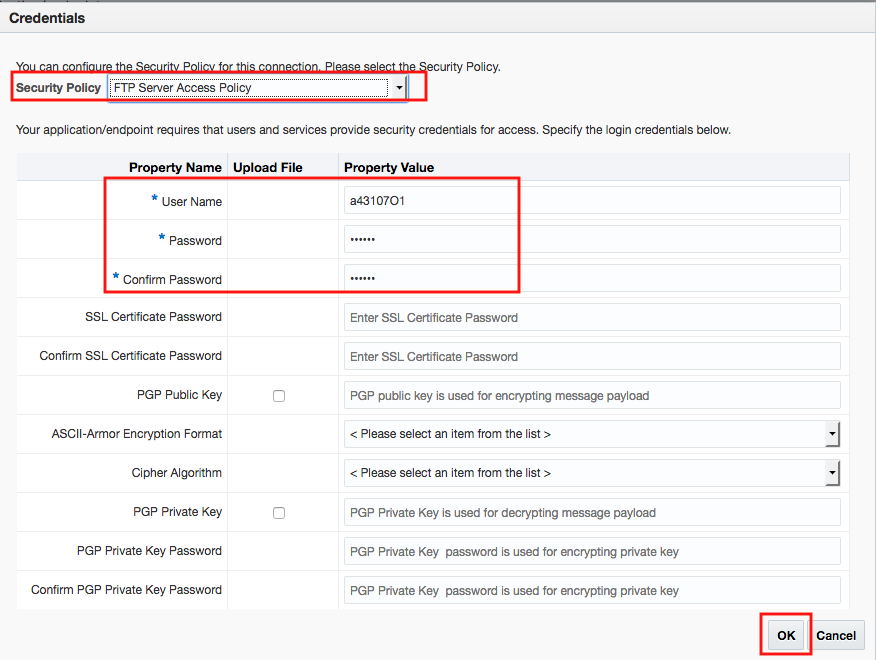 Credentials
You can configure the Security Policy for this connection. Please select the Security Policy.
Security Policy FTP Server Access Policy
Your application/endpoint requires that users and services provide security credentials for access. Specify the login credentials below.
Property Name Upload File Property Value
* User Name a43107O1
* Password ••••••
* Confirm Password ••••••
SSL Certificate Password Enter SSL Certificate Password
Confirm SSL Certificate Password Enter SSL Certificate Password
PGP Public Key PGP public key is used for encrypting message payload
ASCII-Armor Encryption Format < Please select an item from the list >
Cipher Algorithm < Please select an item from the list >
PGP Private Key PGP Private Key is used for decrypting message payload
PGP Private Key Password PGP Private Key password is used for encrypting private key
Confirm PGP Private Key Password PGP Private Key password is used for encrypting private key
OK Cancel